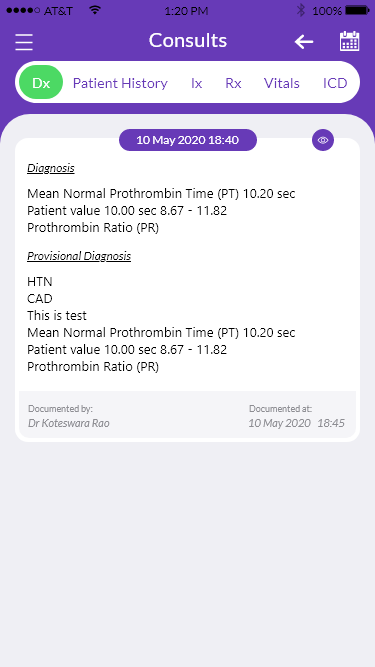 AT&T 1:20 PM 100%
Consults
Dx Patient History Ix Rx Vitals ICD
10 May 2020 18:40
Diagnosis
Mean Normal Prothrombin Time (PT) 10.20 sec
Patient value 10.00 sec 8.67 - 11.82
Prothrombin Ratio (PR)
Provisional Diagnosis
HTN
CAD
This is test
Mean Normal Prothrombin Time (PT) 10.20 sec
Patient value 10.00 sec 8.67 - 11.82
Prothrombin Ratio (PR)
Documented by: Documented at:
Dr Koteswara Rao 10 May 2020 18:45